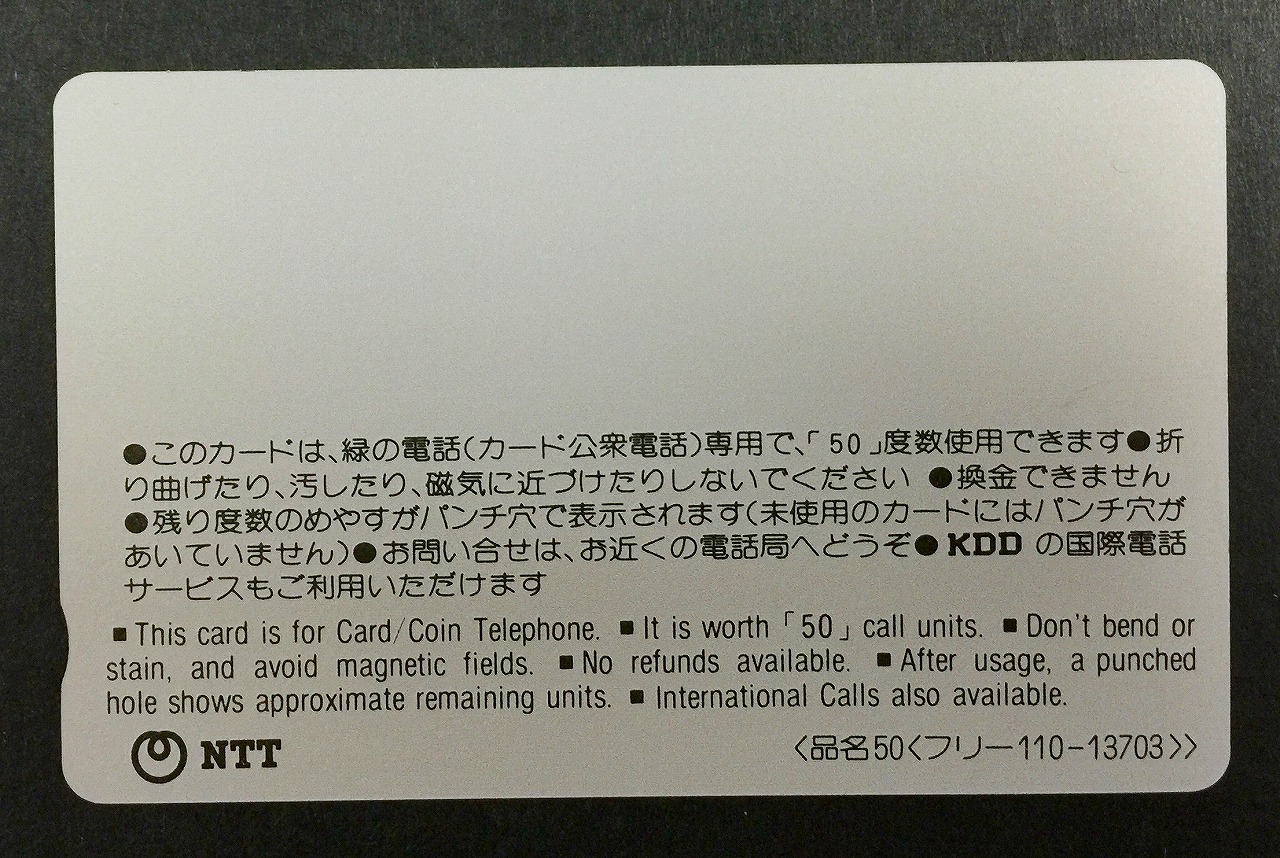 ●このカードは、緑の電話(カード公衆電話)専用で、「50」度数使用できます●折
り曲げたり、汚したり、磁気に近づけたりしないでください ●換金できません
●残り度数のめやすがパンチ穴で表示されます(未使用のカードにはパンチ穴が
あいていません)●お問い合せは、お近くの電話局へどうぞ●KDDの国際電話
サービスもご利用いただけます
■This card is for Card/Coin Telephone. ■It is worth「50」call units. ■Don't bend or
stain, and avoid magnetic fields. ■No refunds available. ■After usage, a punched
hole shows approximate remaining units. ■International Calls also available.
NTT 〈品名50〈フリー110-13703〉〉